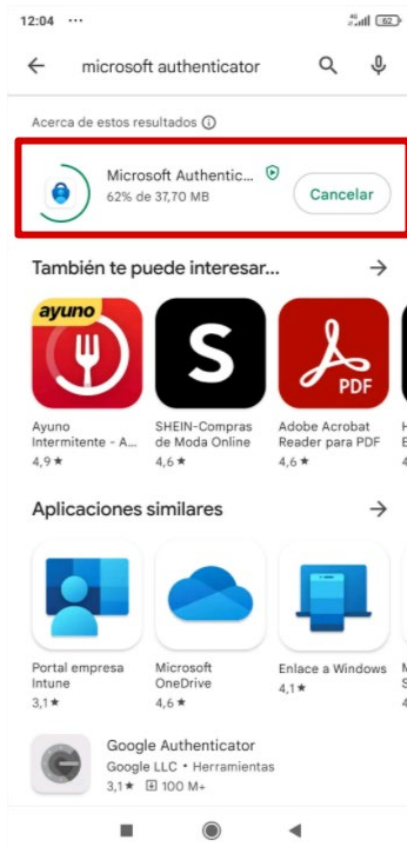 12:04 ...
4G
62
microsoft authenticator
Acerca de estos resultados
Microsoft Authentic...
62% de 37,70 MB
Cancelar
También te puede interesar...
ayuno
S
PDF
Ayuno
Intermitente - A...
4,9 ★
SHEIN-Compras
de Moda Online
4,6 ★
Adobe Acrobat
Reader para PDF
4,6 ★
Aplicaciones similares
Portal empresa
Intune
3,1 ★
Microsoft
OneDrive
4,6 ★
Enlace a Windows
4,1 ★
Google Authenticator
Google LLC • Herramientas
3,1 ★ 100 M+